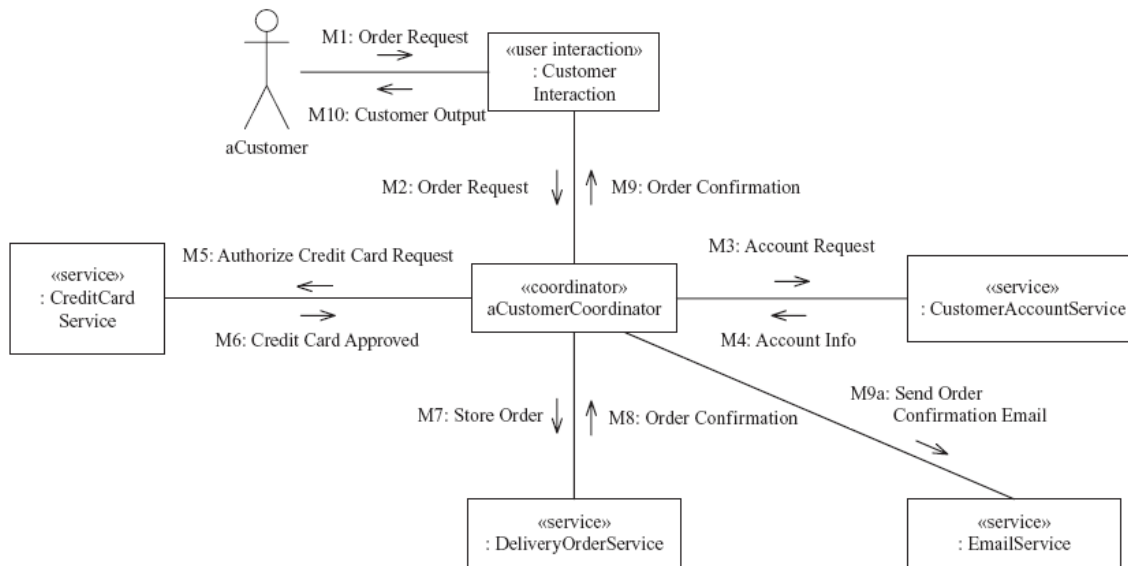 M1: Order Request
«user interaction»
: Customer
Interaction
M10: Customer Output
aCustomer
M2: Order Request
M9: Order Confirmation
M5: Authorize Credit Card Request
M3: Account Request
«service»
: CreditCard
Service
«coordinator»
aCustomerCoordinator
«service»
: CustomerAccountService
M6: Credit Card Approved
M4: Account Info
M7: Store Order
M8: Order Confirmation
M9a: Send Order
Confirmation Email
«service»
: DeliveryOrderService
«service»
: EmailService